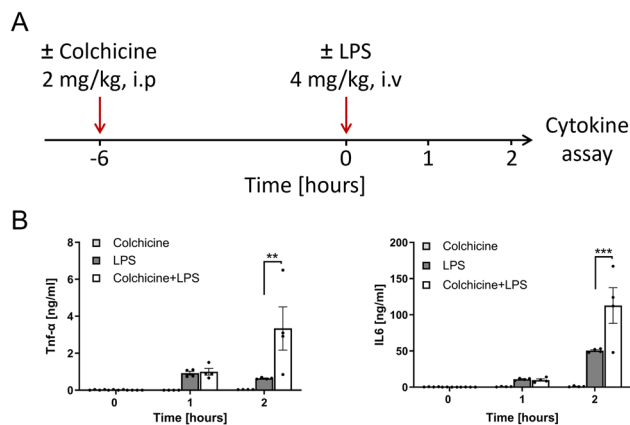 A
± Colchicine
2 mg/kg, i.p
± LPS
4 mg/kg, i.v
Cytokine
assay
-6
0
1
2
Time [hours]
B
Colchicine
LPS
Colchicine+LPS
**
Tnf-α [ng/ml]
8
6
4
2
0
0
1
2
Time [hours]
Colchicine
LPS
Colchicine+LPS
***
IL6 [ng/ml]
200
150
100
50
0
0
1
2
Time [hours]